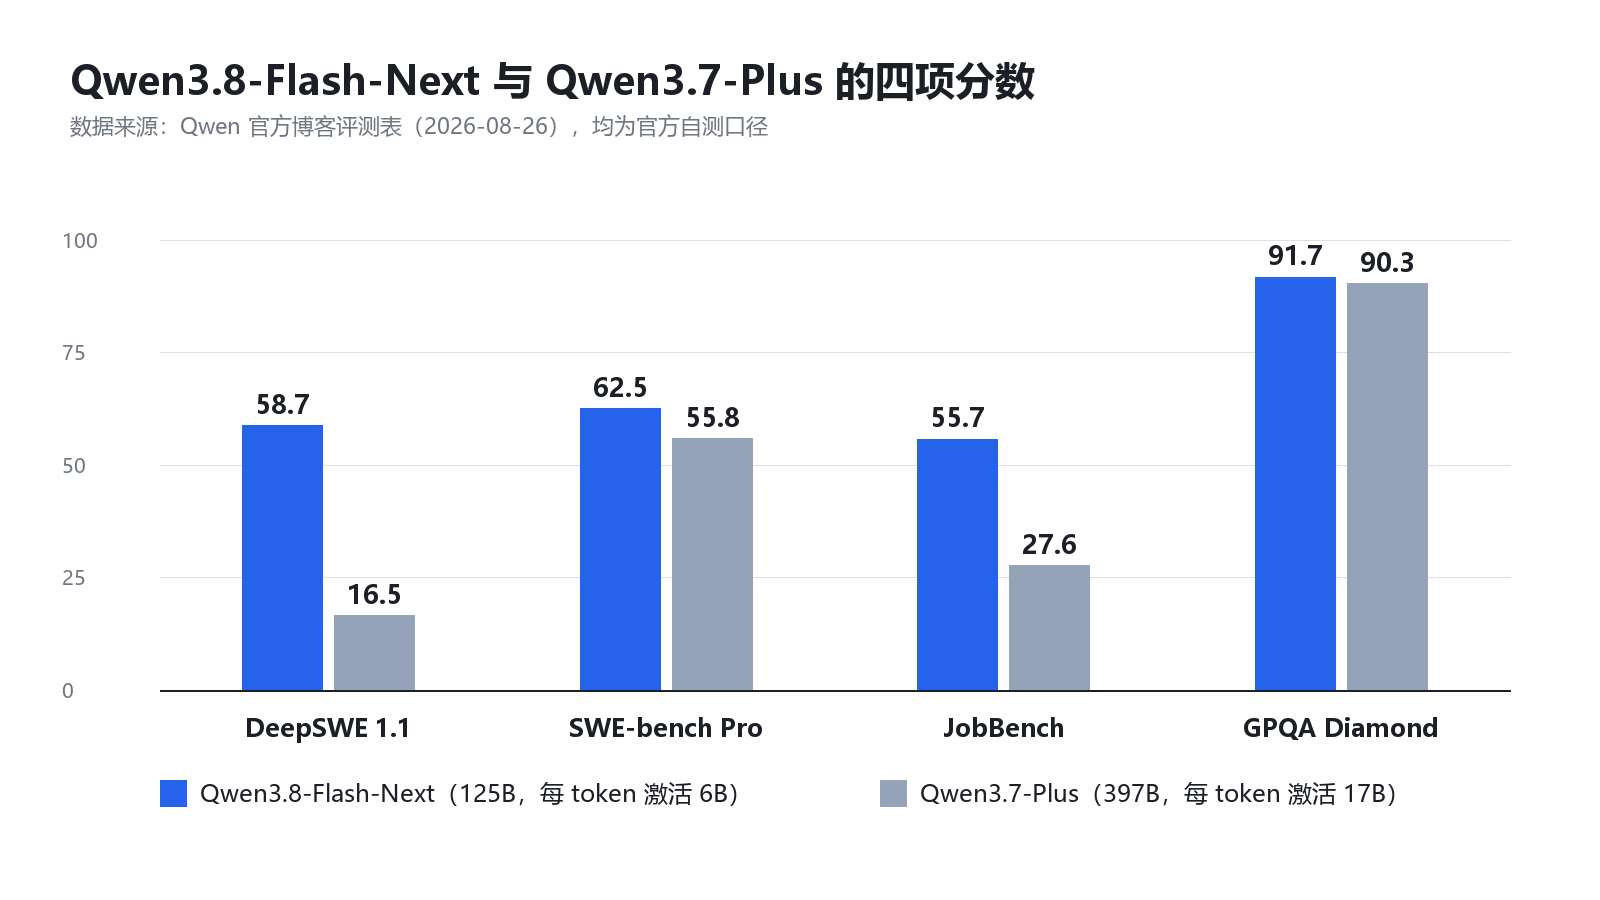 Qwen3.8-Flash-Next 与 Qwen3.7-Plus 的四项分数
数据来源：Qwen 官方博客评测表（2026-08-26），均为官方自测口径
100
75
50
25
0
58.7
16.5
62.5
55.8
55.7
27.6
91.7
90.3
DeepSWE 1.1
SWE-bench Pro
JobBench
GPQA Diamond
Qwen3.8-Flash-Next（125B，每 token 激活 6B）
Qwen3.7-Plus（397B，每 token 激活 17B）